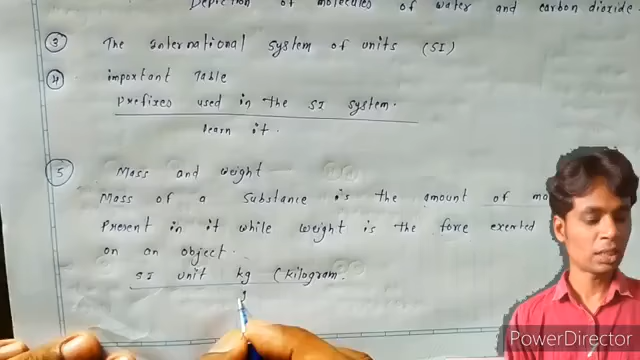 Depiction of molecules of water and carbon dioxide.
③ The international system of units (SI)
④ important Table
Prefixes used in the SI system.
learn it.
⑤ Mass and weight
Mass of a substance is the amount of
Present in it while weight is the force exerted
on an object.
SI unit kg (kilogram.
PowerDirector